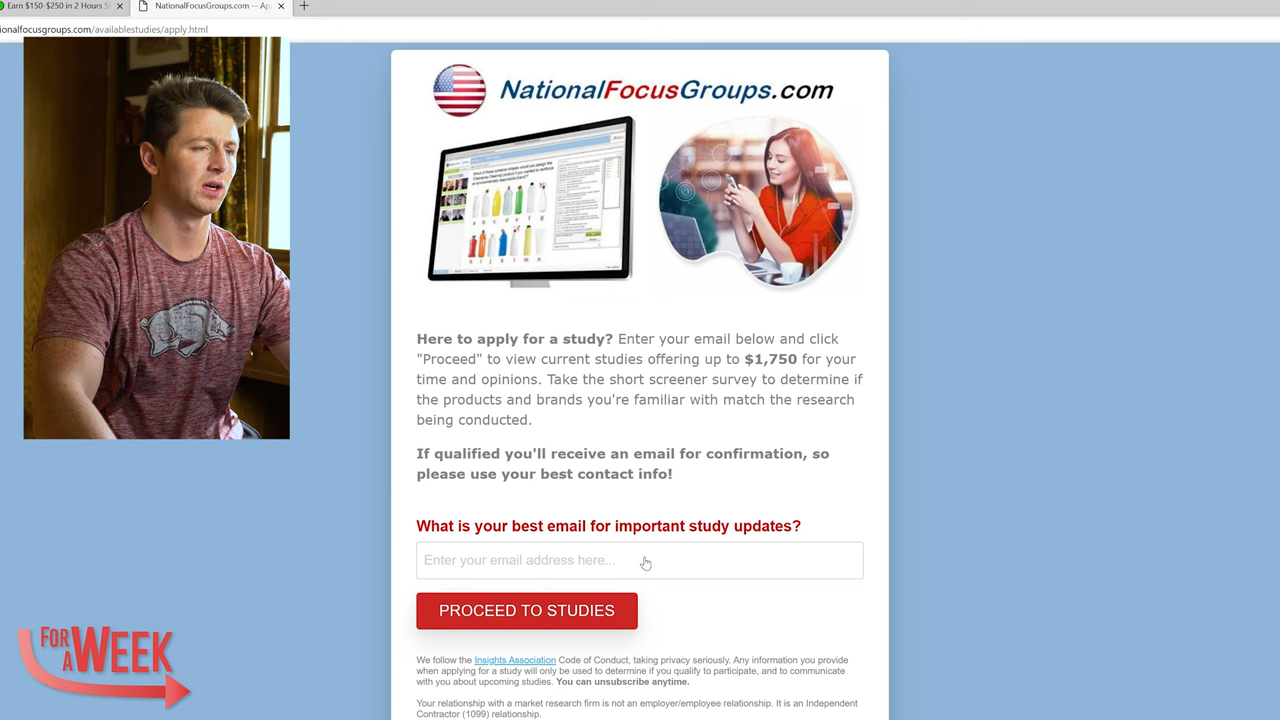 Earn $150-$250 in 2 Hours
NationalFocusGroups.com -- Ap
ionalfocusgroups.com/availablestudies/apply.html
NationalFocusGroups.com
Here to apply for a study? Enter your email below and click
"Proceed" to view current studies offering up to $1,750 for your
time and opinions. Take the short screener survey to determine if
the products and brands you're familiar with match the research
being conducted.
If qualified you'll receive an email for confirmation, so
please use your best contact info!
What is your best email for important study updates?
Enter your email address here...
PROCEED TO STUDIES
We follow the Insights Association Code of Conduct, taking privacy seriously. Any information you provide
when applying for a study will only be used to determine if you qualify to participate, and to communicate
with you about upcoming studies. You can unsubscribe anytime.
Your relationship with a market research firm is not an employer/employee relationship. It is an Independent
Contractor (1099) relationship.
FOR
A WEEK